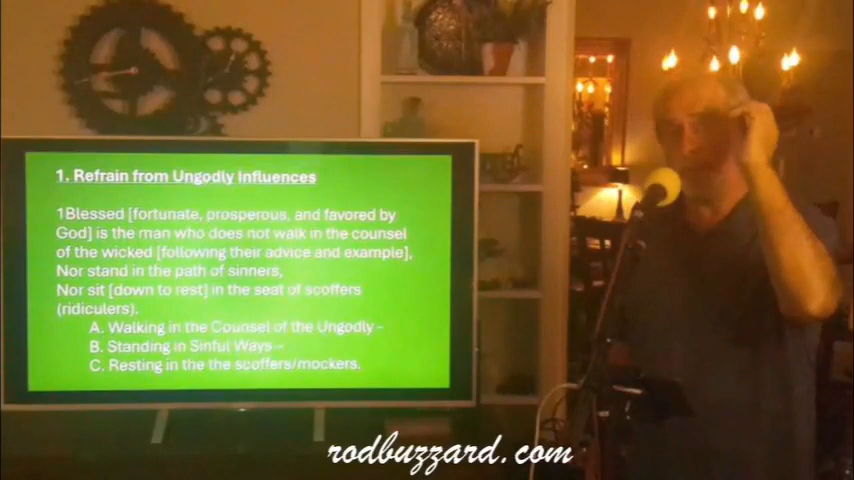 1. Refrain from Ungodly Influences
1Blessed [fortunate, prosperous, and favored by
God] is the man who does not walk in the counsel
of the wicked [following their advice and example],
Nor stand in the path of sinners,
Nor sit [down to rest] in the seat of scoffers
(ridiculers).
A. Walking in the Counsel of the Ungodly -
B. Standing in Sinful Ways –
C. Resting in the the scoffers/mockers.
rodbuzzard.com